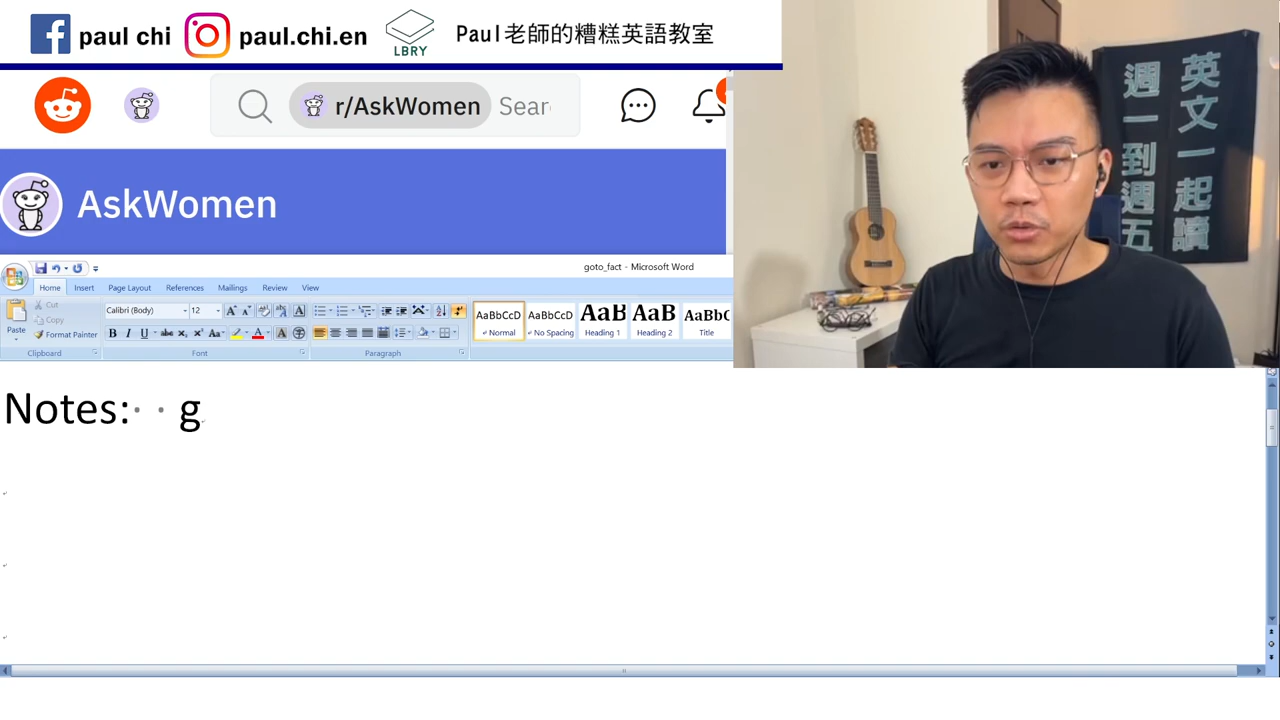 paul chi paul.chi.en LBRY Paul老師的糟糕英語教室
r/AskWomen Sear
AskWomen
goto_fact - Microsoft Word
Home Insert Page Layout References Mailings Review View
Paste Cut Copy Format Painter
Calibri (Body) 12
AaBbCcD AaBbCcD AaB AaB AaBbC
Normal No Spacing Heading 1 Heading 2 Title
Clipboard Font Paragraph
Notes: g
英文一起讀
週一到週五